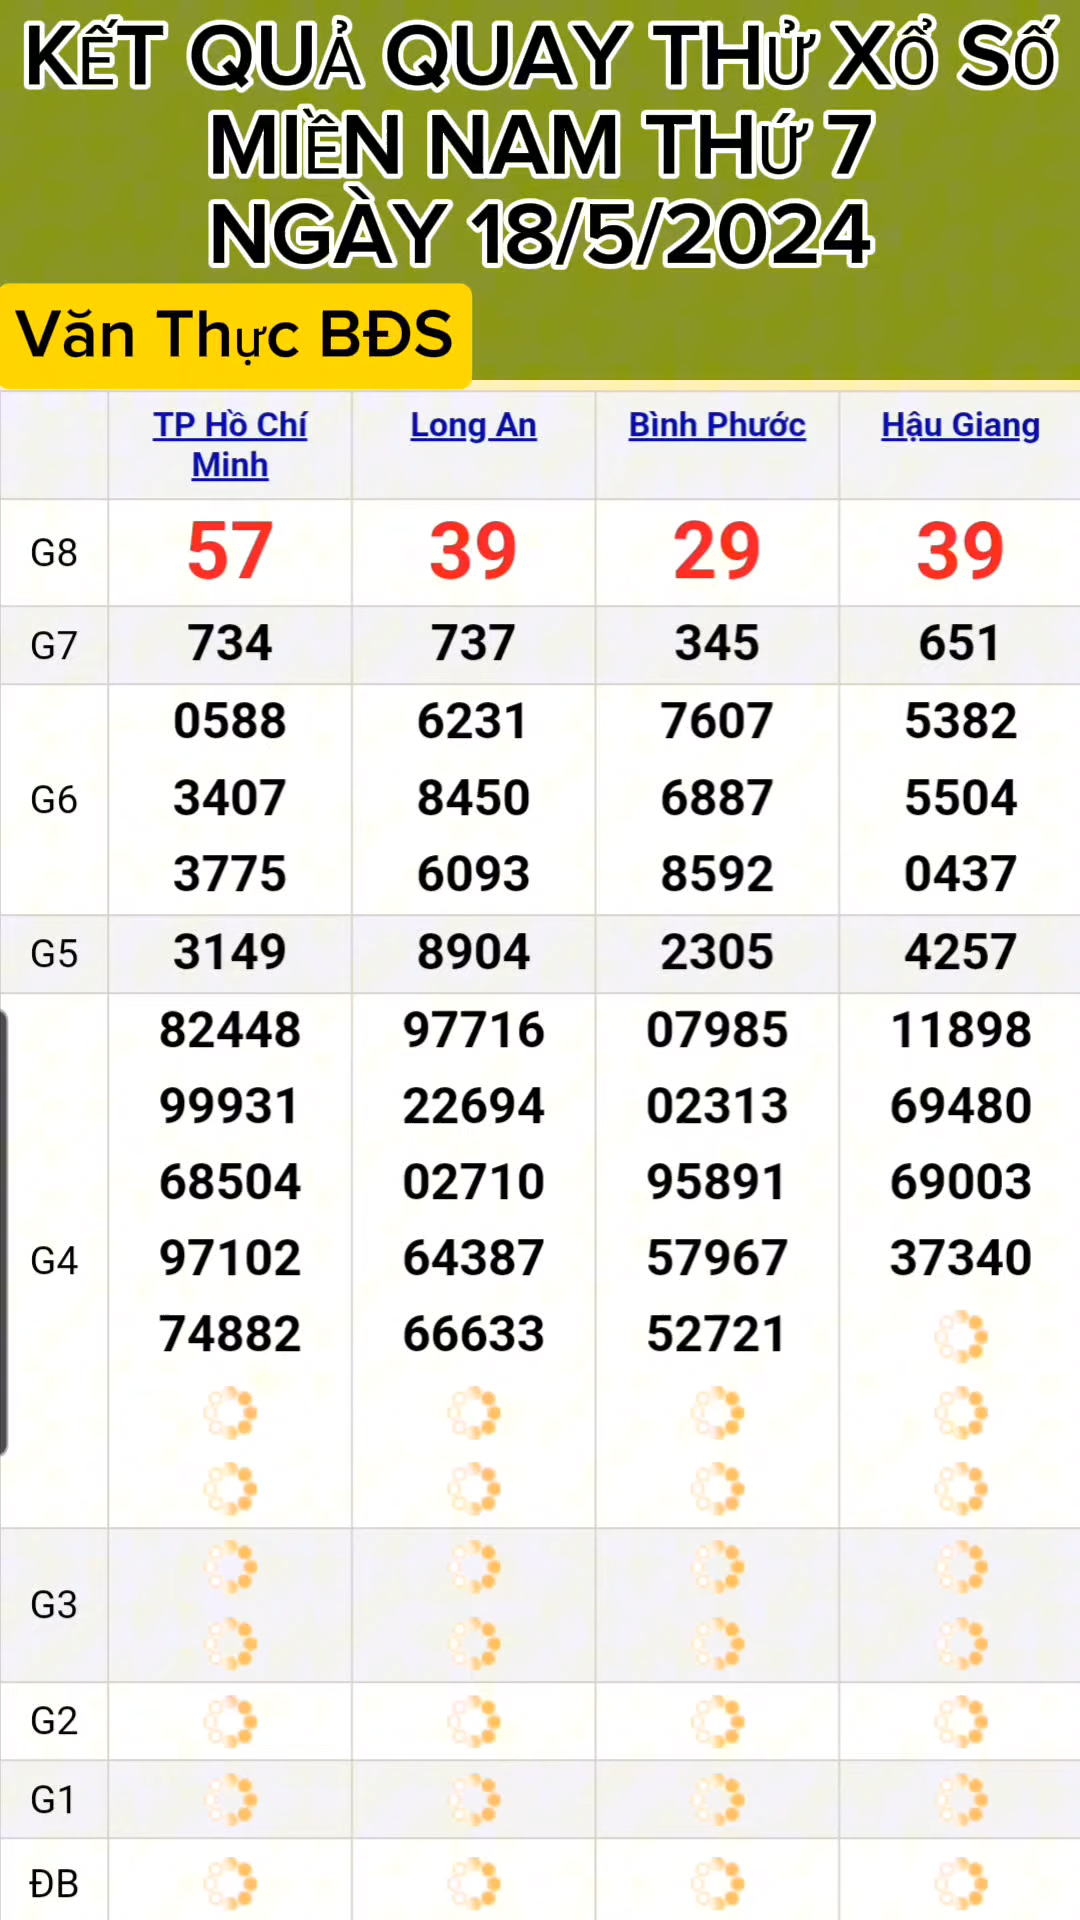 KẾT QUẢ QUAY THỬ XỔ SỐ
MIỀN NAM THỨ 7
NGÀY 18/5/2024
Văn Thực BĐS
TP Hồ Chí Minh Long An Bình Phước Hậu Giang
G8 57 39 29 39
G7 734 737 345 651
0588 6231 7607 5382
G6 3407 8450 6887 5504
3775 6093 8592 0437
G5 3149 8904 2305 4257
82448 97716 07985 11898
99931 22694 02313 69480
68504 02710 95891 69003
G4 97102 64387 57967 37340
74882 66633 52721
G3
G2
G1
ĐB